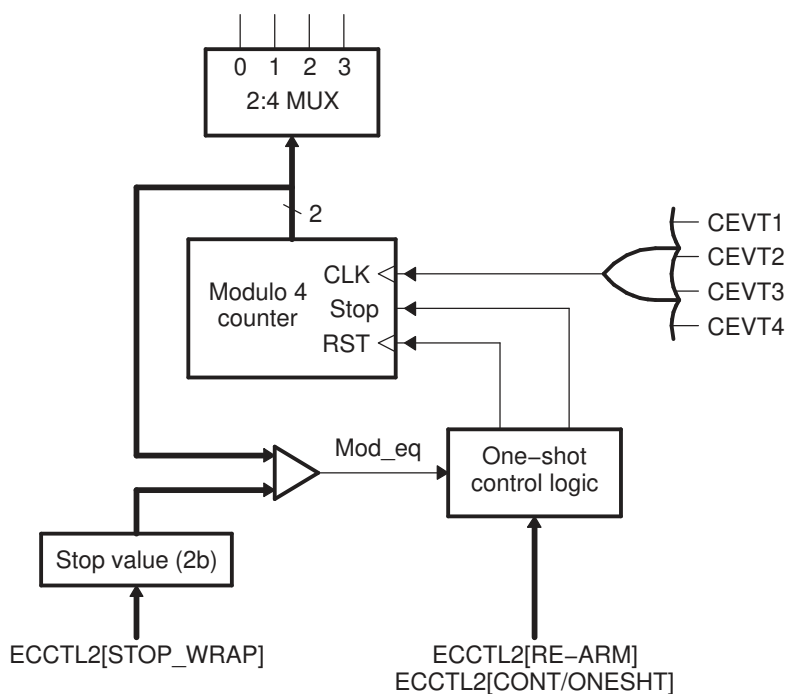 0 1 2 3
2:4 MUX
2
CEVT1
CEVT2
CEVT3
CEVT4
Modulo 4
counter
CLK
Stop
RST
Mod_eq
One−shot
control logic
Stop value (2b)
ECCTL2[STOP_WRAP]
ECCTL2[RE−ARM]
ECCTL2[CONT/ONESHT]